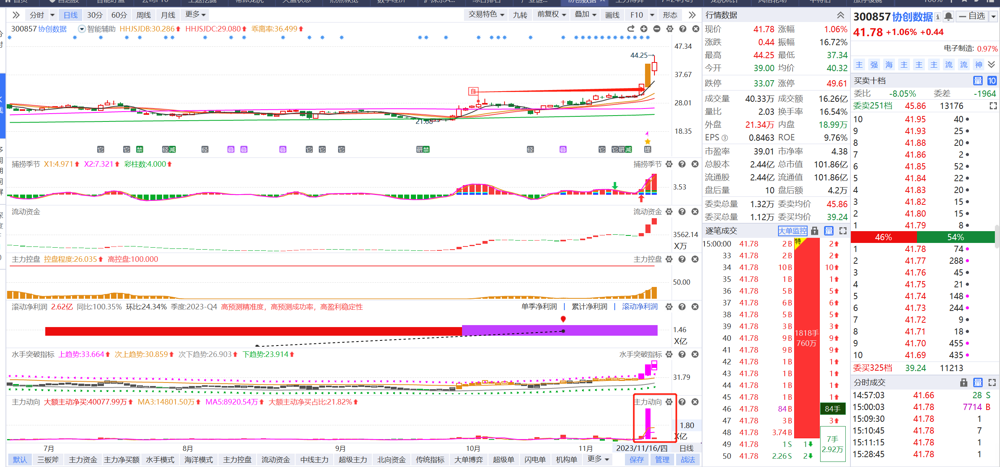 分时 日线 30分 60分 周线 月线 更多 交易特色 九转 前复权 叠加 画线 F10 形态
300857 协创数据 智能辅助 HHJSJDB:30.286 HHJSJDC:29.080 乖离率:36.499
47.34
44.25→
37.67
自
28.01
21.68
18.35
它 它 禁 经 减 经 叠 叠 叠 它 它 它 研 禁 经 叠 它 它 研 减 提
捕捞季节 X1:4.971 X2:7.321 彩柱数:4.000 捕捞季节
3.53
流动资金 流动资金
3562.14
X万
主力控盘 控盘程度:26.035 高控盘:100.000 主力控盘
50.00
滚动净利润 2.62亿 同比:100.35% 环比:24.34% 季度:2023-Q4 高预测精准度，高预测成功率，高盈利稳定性 单季净利润 | 累计净利润 | 滚动净利润
1.46
X亿
水手突破指标 上趋势:33.664 次上趋势:30.859 次下趋势:26.903 下趋势:23.914 水手突破指标
31.79
主力动向 大额主动净买:40077.99万 MA3:14801.50万 MA5:8920.54万 大额主动净买占比:21.82% 主力动向
1.80
X亿
7月 8月 9月 10月 11月 2023/11/16/四 日线
默认 三板斧 主力资金 主力净买额 水手模式 海洋模式 主力控盘 流动资金 中线主力 超级主力 北向资金 传统指标 大单博弈 超级单 闪电单 机构单 更多 保存 管理 战法
行情数据
现价 41.78 涨幅 1.06%
涨跌 0.44 振幅 16.72%
最高 44.25 最低 37.34
今开 39.00 均价 40.32
跌停 33.07 涨停 49.61
成交量 40.33万 成交额 16.26亿
量比 2.03 换手率 16.54%
外盘 21.34万 内盘 18.99万
EPS ③ 0.8463 ROE 9.76%
市盈率 39.01 市净率 4.38
总股本 2.44亿 总市值 101.86亿
流通股 2.44亿 流通值 101.86亿
盘后量 10 盘后额 4.2万
委卖总量 1.32万 委卖均价 45.86
委买总量 1.12万 委买均价 39.24
逐笔成交 大单监控 量
15:00:00 41.78 2 B 特 2
33 41.78 2 B 2
34 41.78 10 B 10
35 41.78 1 B 1
36 41.78 5 B 5
37 41.78 6 B 6
38 41.78 5 B 5
39 41.78 3 B 3
1818手
40 41.78 9 B 9
760万
41 41.78 9 B 9
42 41.78 1 B 1
43 41.78 1 B 1
44 41.78 1 B 1
45 41.78 1 B 1
46 41.78 84 B 84手
47 41.78 3 B 3
48 41.78 3.74 B
7手
49 41.78 1 S 1
2.92万
50 41.78 2.26 S 2
300857 协创数据 自选
41.78 +1.06% +0.44
电子制造: 0.97%
主 强 海 主 主 主 流 流 神
买卖十档 量 10
委比 -8.05% 委差 -1964
委卖251档 45.86 13176
10 41.95 40
9 41.93 25
8 41.88 20
7 41.86 2
6 41.85 52
5 41.84 22
4 41.83 20
3 41.82 15
2 41.80 15
1 41.79 8
46% 54%
1 41.78 74
2 41.77 288
3 41.76 45
4 41.75 21
5 41.74 148
6 41.73 244
7 41.72 9
8 41.71 18
9 41.70 455
10 41.69 435
委买325档 39.24 11213
分时成交 量
14:57:03 41.66 28 S
15:00:03 41.78 7714 B
15:09:30 41.78 1
15:10:45 41.78 7
15:11:15 41.78 1
15:28:45 41.78 1